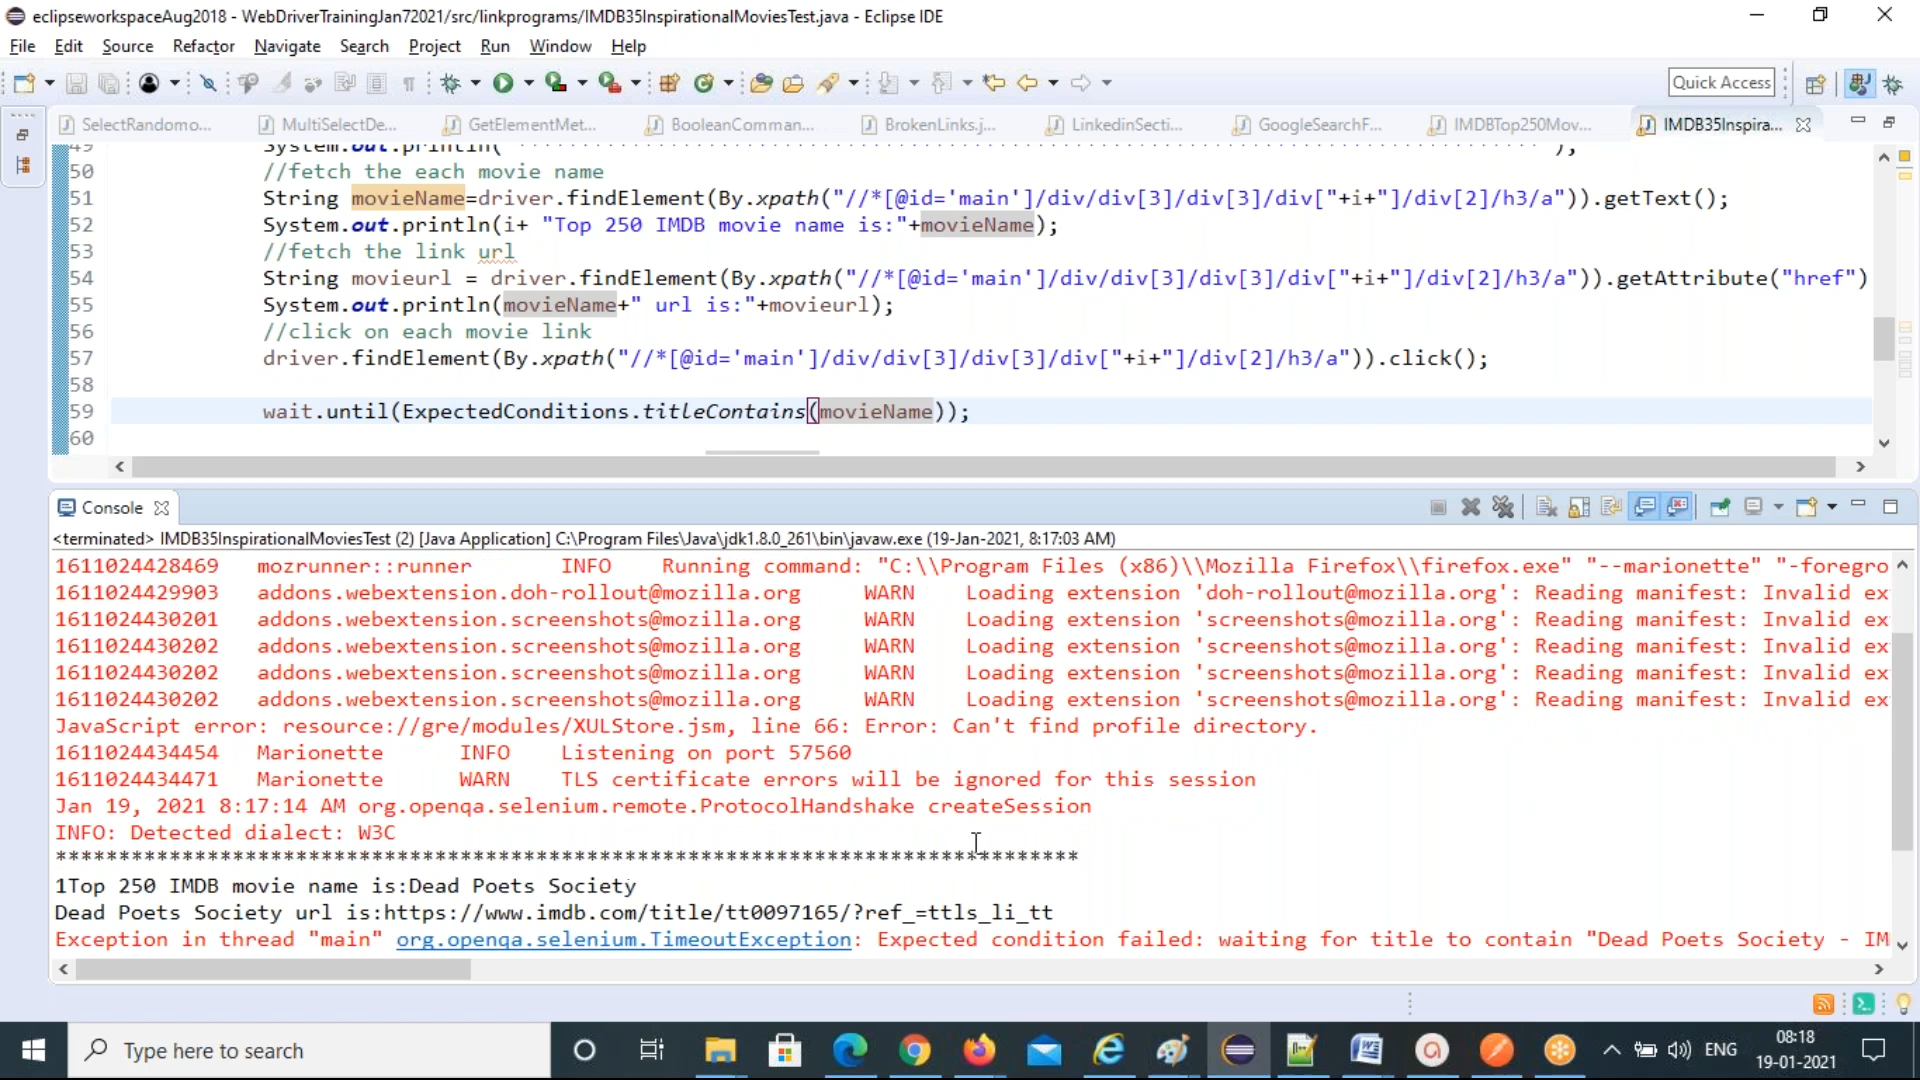 eclipseworkspaceAug2018 - WebDriverTrainingJan72021/src/linkprograms/IMDB35InspirationalMoviesTest.java - Eclipse IDE
File Edit Source Refactor Navigate Search Project Run Window Help
Quick Access
SelectRandomo... MultiSelectDe... GetElementMet... BooleanComman... BrokenLinks.j... LinkedinSecti... GoogleSearchF... IMDBTop250Mov... IMDB35Inspira...
49 System.out.println(
50 //fetch the each movie name
51 String movieName=driver.findElement(By.xpath("//*[@id='main']/div/div[3]/div[3]/div["+i+"]/div[2]/h3/a")).getText();
52 System.out.println(i+ "Top 250 IMDB movie name is:"+movieName);
53 //fetch the link url
54 String movieurl = driver.findElement(By.xpath("//*[@id='main']/div/div[3]/div[3]/div["+i+"]/div[2]/h3/a")).getAttribute("href")
55 System.out.println(movieName+" url is:"+movieurl);
56 //click on each movie link
57 driver.findElement(By.xpath("//*[@id='main']/div/div[3]/div[3]/div["+i+"]/div[2]/h3/a")).click();
58
59 wait.until(ExpectedConditions.titleContains(movieName));
60
Console
<terminated> IMDB35InspirationalMoviesTest (2) [Java Application] C:\Program Files\Java\jdk1.8.0_261\bin\javaw.exe (19-Jan-2021, 8:17:03 AM)
1611024428469 mozrunner::runner INFO Running command: "C:\\Program Files (x86)\\Mozilla Firefox\\firefox.exe" "--marionette" "-foregro
1611024429903 addons.webextension.doh-rollout@mozilla.org WARN Loading extension 'doh-rollout@mozilla.org': Reading manifest: Invalid ex
1611024430201 addons.webextension.screenshots@mozilla.org WARN Loading extension 'screenshots@mozilla.org': Reading manifest: Invalid ex
1611024430202 addons.webextension.screenshots@mozilla.org WARN Loading extension 'screenshots@mozilla.org': Reading manifest: Invalid ex
1611024430202 addons.webextension.screenshots@mozilla.org WARN Loading extension 'screenshots@mozilla.org': Reading manifest: Invalid ex
1611024430202 addons.webextension.screenshots@mozilla.org WARN Loading extension 'screenshots@mozilla.org': Reading manifest: Invalid ex
JavaScript error: resource://gre/modules/XULStore.jsm, line 66: Error: Can't find profile directory.
1611024434454 Marionette INFO Listening on port 57560
1611024434471 Marionette WARN TLS certificate errors will be ignored for this session
Jan 19, 2021 8:17:14 AM org.openqa.selenium.remote.ProtocolHandshake createSession
INFO: Detected dialect: W3C
*********************************************************************************
1Top 250 IMDB movie name is:Dead Poets Society
Dead Poets Society url is:https://www.imdb.com/title/tt0097165/?ref_=ttls_li_tt
Exception in thread "main" org.openqa.selenium.TimeoutException: Expected condition failed: waiting for title to contain "Dead Poets Society - IM
Type here to search
ENG
08:18
19-01-2021